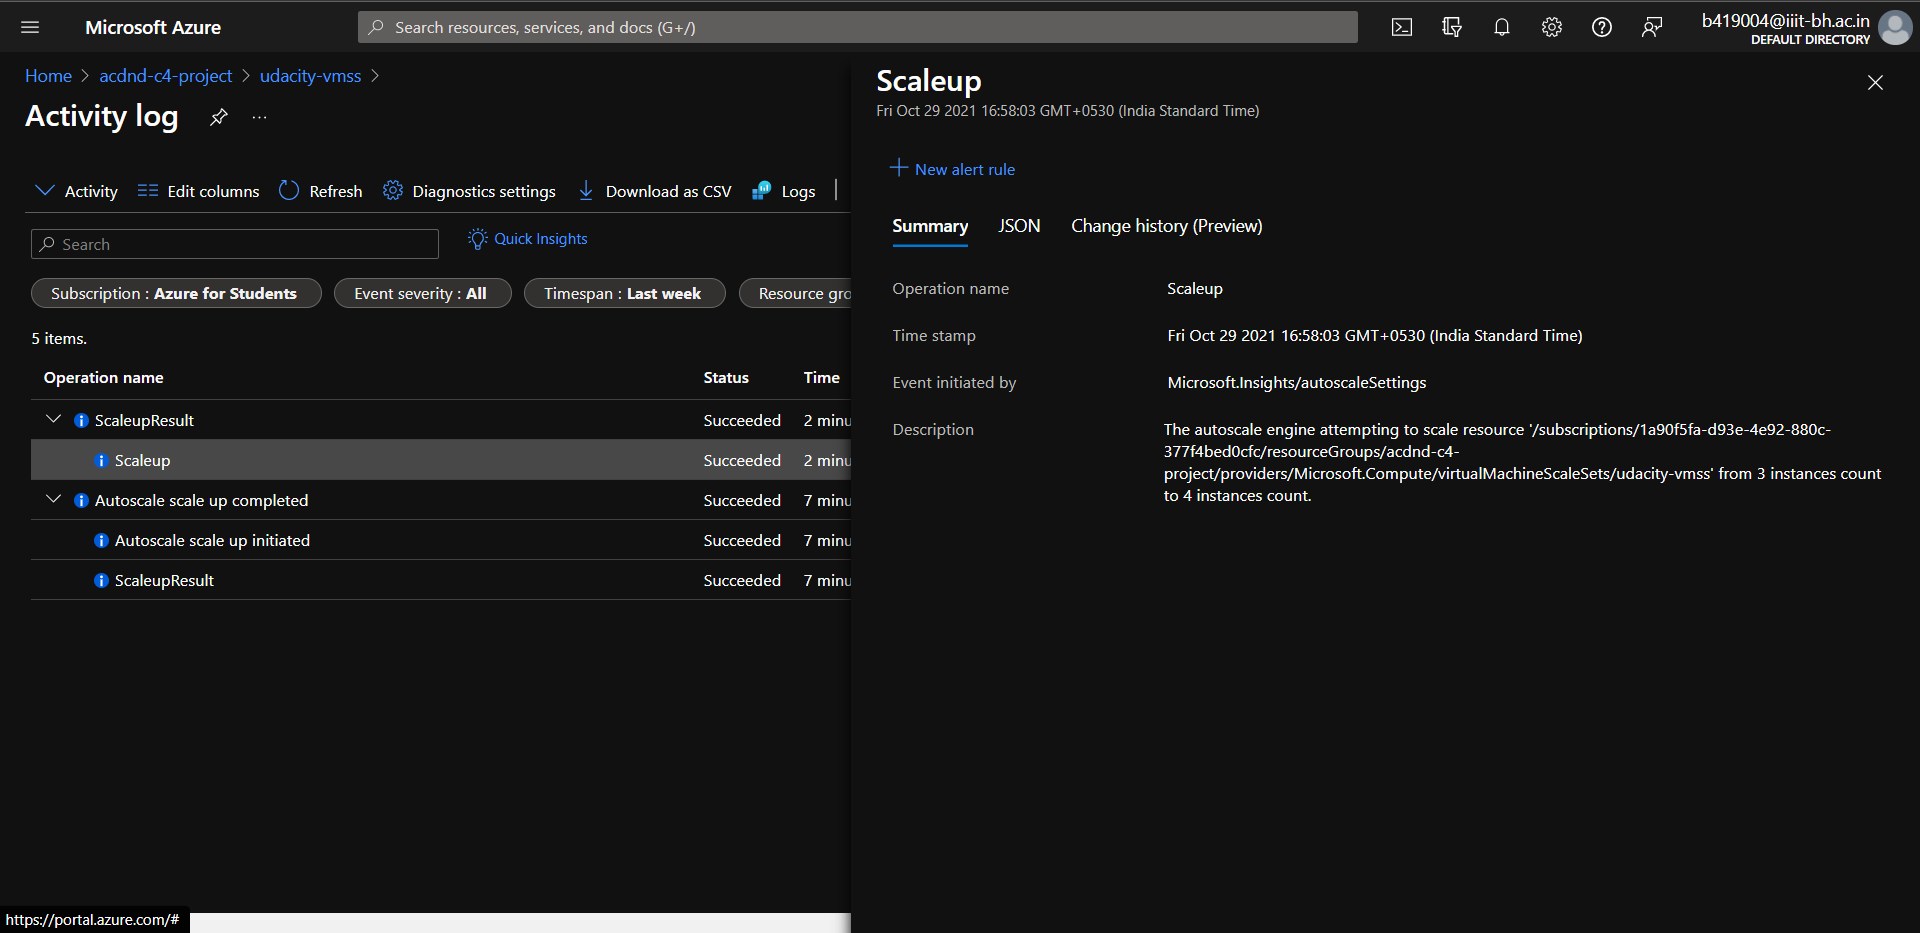 Microsoft Azure
Search resources, services, and docs (G+/)
b419004@iiit-bh.ac.in
DEFAULT DIRECTORY
Home > acdnd-c4-project > udacity-vmss >
Activity log
...
Activity
Edit columns
Refresh
Diagnostics settings
Download as CSV
Logs
Search
Quick Insights
Subscription : Azure for Students
Event severity : All
Timespan : Last week
Resource gro
5 items.
Operation name Status Time
ScaleupResult Succeeded 2 minu
Scaleup Succeeded 2 minu
Autoscale scale up completed Succeeded 7 minu
Autoscale scale up initiated Succeeded 7 minu
ScaleupResult Succeeded 7 minu
https://portal.azure.com/#
Scaleup
Fri Oct 29 2021 16:58:03 GMT+0530 (India Standard Time)
New alert rule
Summary JSON Change history (Preview)
Operation name Scaleup
Time stamp Fri Oct 29 2021 16:58:03 GMT+0530 (India Standard Time)
Event initiated by Microsoft.Insights/autoscaleSettings
Description The autoscale engine attempting to scale resource '/subscriptions/1a90f5fa-d93e-4e92-880c-
377f4bed0cfc/resourceGroups/acdnd-c4-
project/providers/Microsoft.Compute/virtualMachineScaleSets/udacity-vmss' from 3 instances count
to 4 instances count.